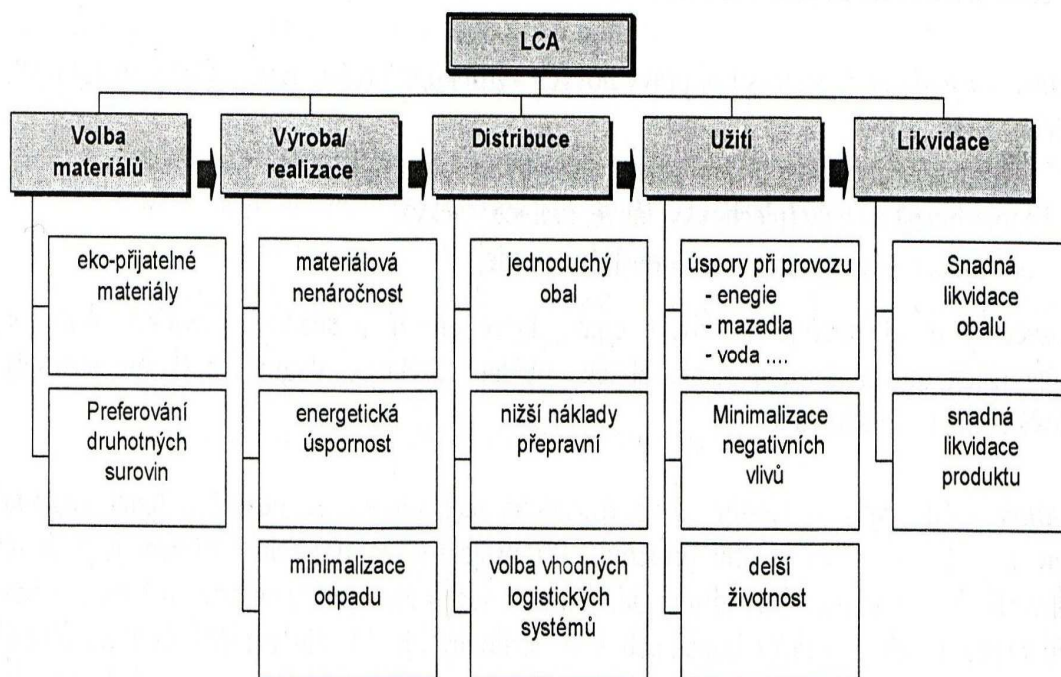 LCA
Volba
materiálů
Výroba/
realizace
Distribuce
Užití
Likvidace
eko-přijatelné
materiály
Preferování
druhotných
surovin
materiálová
nenáročnost
energetická
úspornost
minimalizace
odpadu
jednoduchý
obal
nižší náklady
přepravní
volba vhodných
logistických
systémů
úspory při provozu
- enegie
- mazadla
- voda ....
Minimalizace
negativních
vlivů
delší
životnost
Snadná
likvidace
obalů
snadná
likvidace
produktu